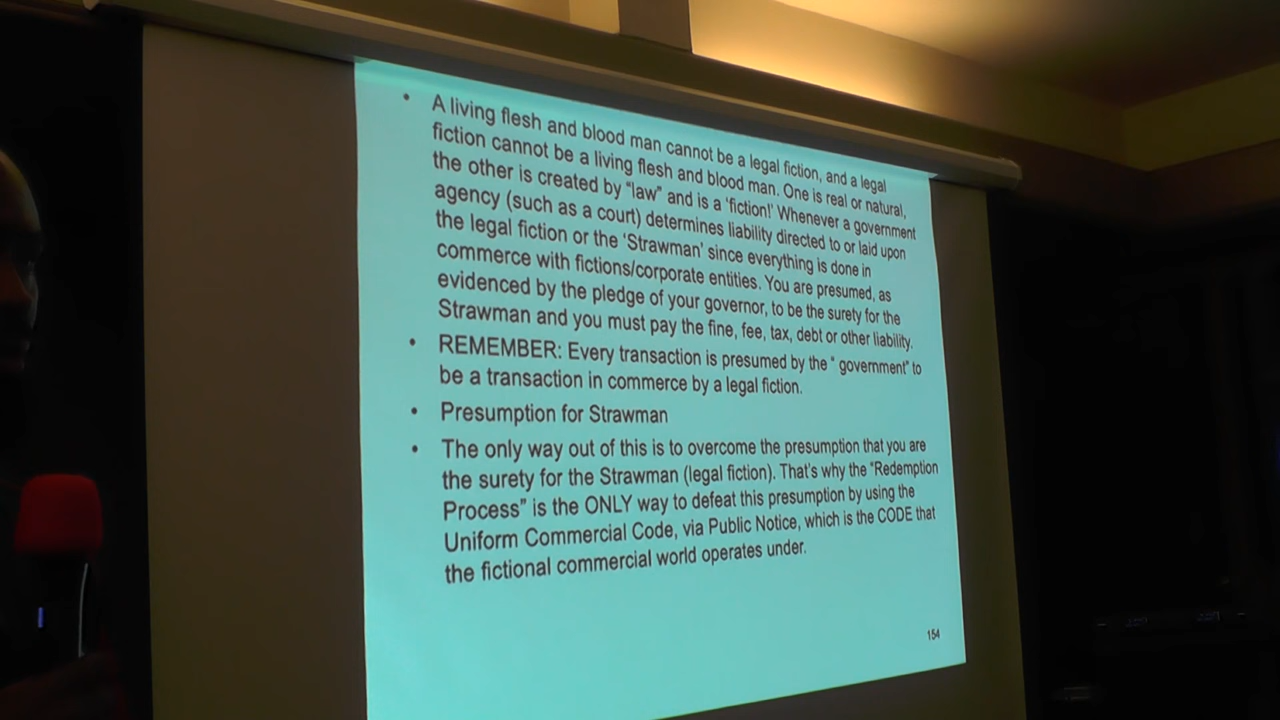 • A living flesh and blood man cannot be a legal fiction, and a legal
fiction cannot be a living flesh and blood man. One is real or natural,
the other is created by "law" and is a 'fiction!' Whenever a government
agency (such as a court) determines liability directed to or laid upon
the legal fiction or the 'Strawman' since everything is done in
commerce with fictions/corporate entities. You are presumed, as
evidenced by the pledge of your governor, to be the surety for the
Strawman and you must pay the fine, fee, tax, debt or other liability.
• REMEMBER: Every transaction is presumed by the " government" to
be a transaction in commerce by a legal fiction.
• Presumption for Strawman
• The only way out of this is to overcome the presumption that you are
the surety for the Strawman (legal fiction). That's why the "Redemption
Process" is the ONLY way to defeat this presumption by using the
Uniform Commercial Code, via Public Notice, which is the CODE that
the fictional commercial world operates under.
154